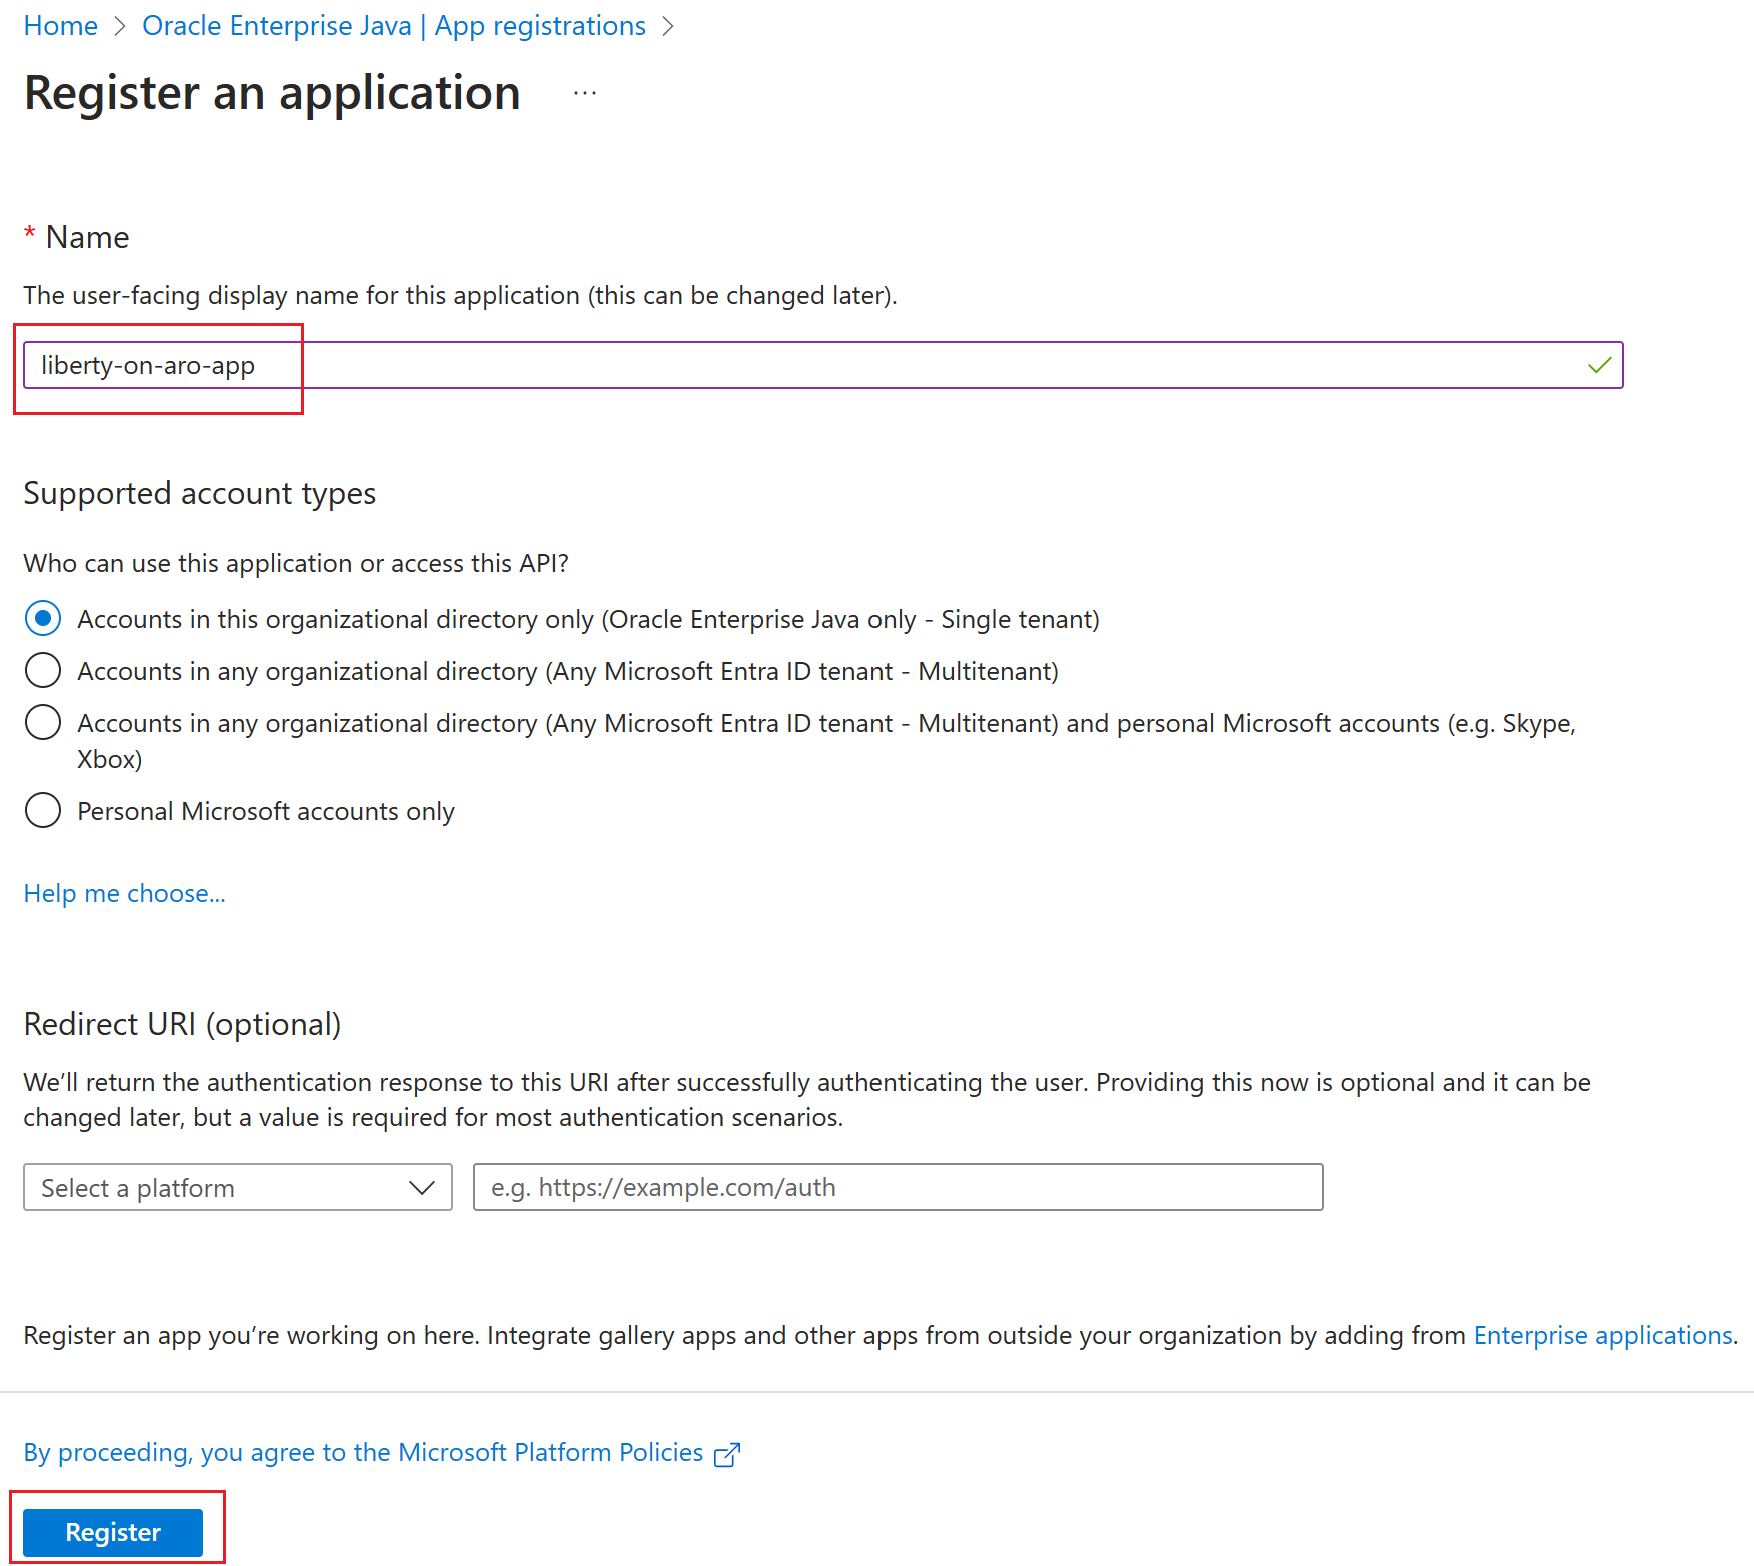 Home > Oracle Enterprise Java | App registrations >
Register an application ...
* Name
The user-facing display name for this application (this can be changed later).
liberty-on-aro-app
Supported account types
Who can use this application or access this API?
Accounts in this organizational directory only (Oracle Enterprise Java only - Single tenant)
Accounts in any organizational directory (Any Microsoft Entra ID tenant - Multitenant)
Accounts in any organizational directory (Any Microsoft Entra ID tenant - Multitenant) and personal Microsoft accounts (e.g. Skype,
Xbox)
Personal Microsoft accounts only
Help me choose...
Redirect URI (optional)
We’ll return the authentication response to this URI after successfully authenticating the user. Providing this now is optional and it can be
changed later, but a value is required for most authentication scenarios.
Select a platform
e.g. https://example.com/auth
Register an app you’re working on here. Integrate gallery apps and other apps from outside your organization by adding from Enterprise applications.
By proceeding, you agree to the Microsoft Platform Policies
Register